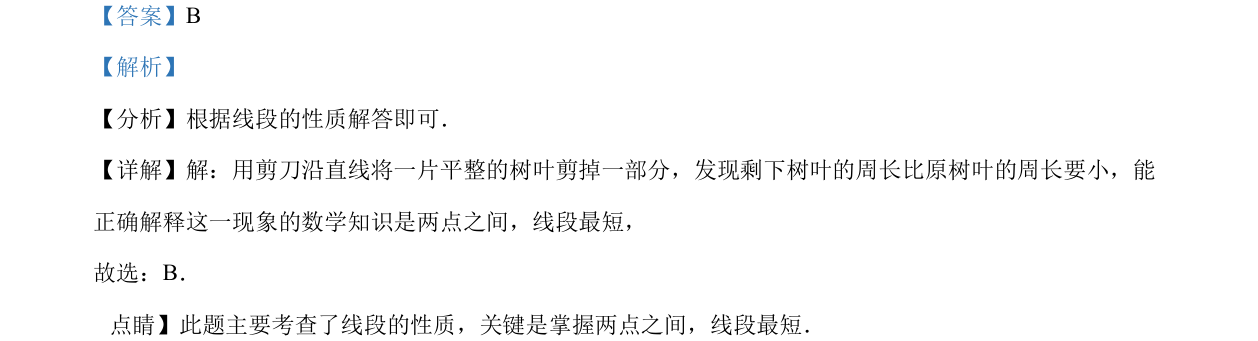 【答案】B
【解析】
【分析】根据线段的性质解答即可．
【详解】解：用剪刀沿直线将一片平整的树叶剪掉一部分，发现剩下树叶的周长比原树叶的周长要小，能
正确解释这一现象的数学知识是两点之间，线段最短，
故选：B．
点睛】此题主要考查了线段的性质，关键是掌握两点之间，线段最短．